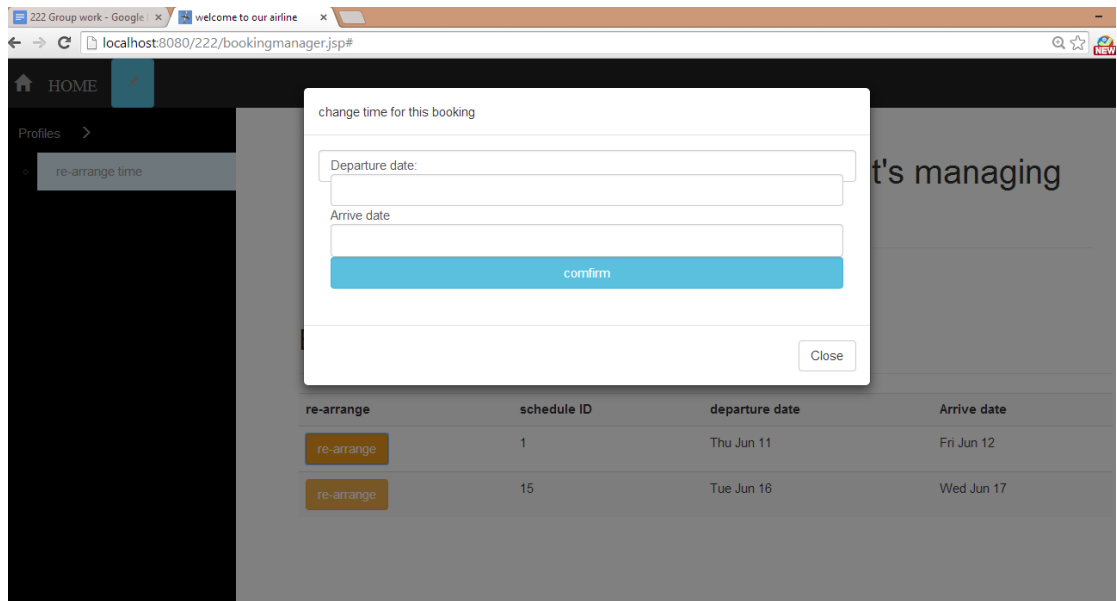 222 Group work - Google
welcome to our airline
localhost:8080/222/bookingmanager.jsp#
NEW
HOME
change time for this booking
Profiles
re-arrange time
Departure date:
t's managing
Arrive date
comfirm
Close
re-arrange schedule ID departure date Arrive date
re-arrange 1 Thu Jun 11 Fri Jun 12
re-arrange 15 Tue Jun 16 Wed Jun 17